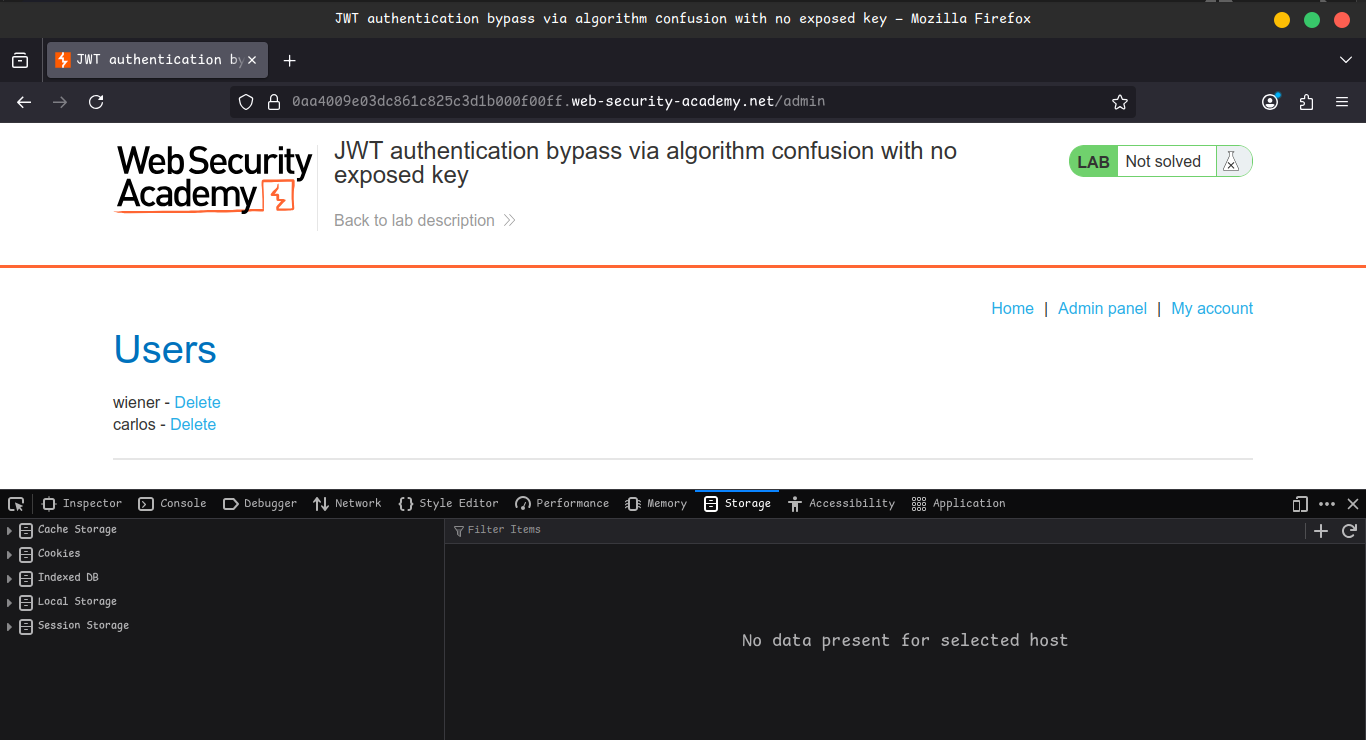 JWT authentication bypass via algorithm confusion with no exposed key — Mozilla Firefox
JWT authentication by
0aa4009e03dc861c825c3d1b000f00ff.web-security-academy.net/admin
Web Security
Academy
JWT authentication bypass via algorithm confusion with no
exposed key
Back to lab description
LAB Not solved
Home | Admin panel | My account
Users
wiener - Delete
carlos - Delete
Inspector Console Debugger Network Style Editor Performance Memory Storage Accessibility Application
Cache Storage
Filter Items
Cookies
Indexed DB
Local Storage
Session Storage
No data present for selected host